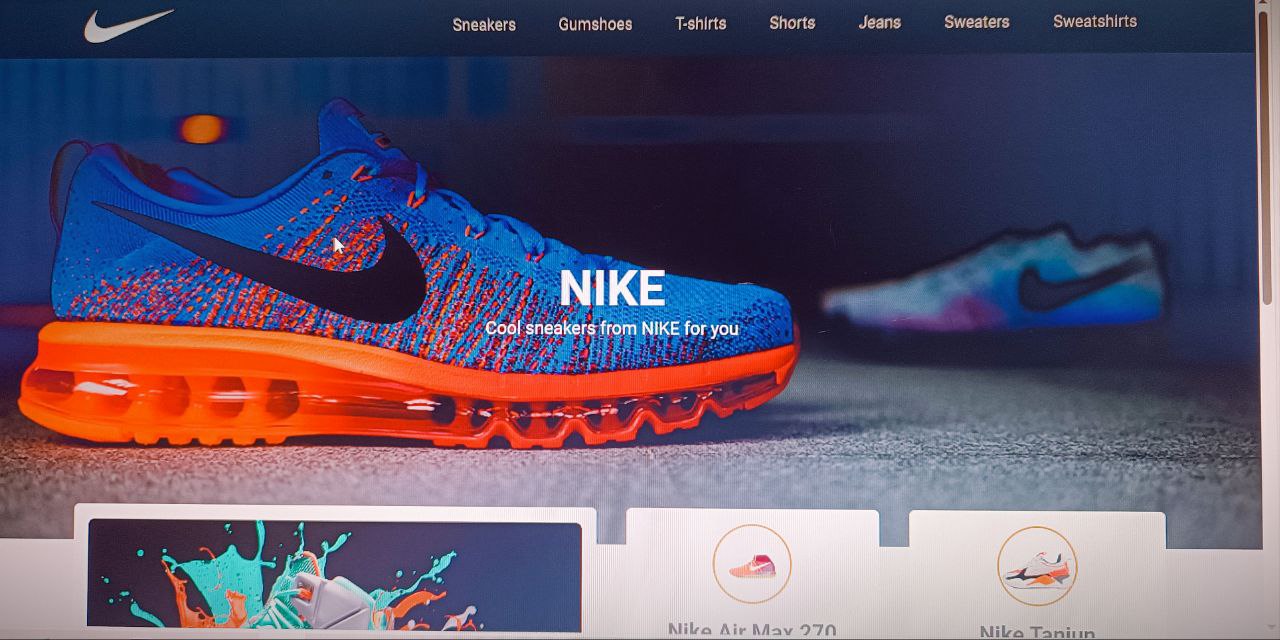 Sneakers Gumshoes T-shirts Shorts Jeans Sweaters Sweatshirts
NIKE
Cool sneakers from NIKE for you
Nike Air Max 270
Nike Tanjun